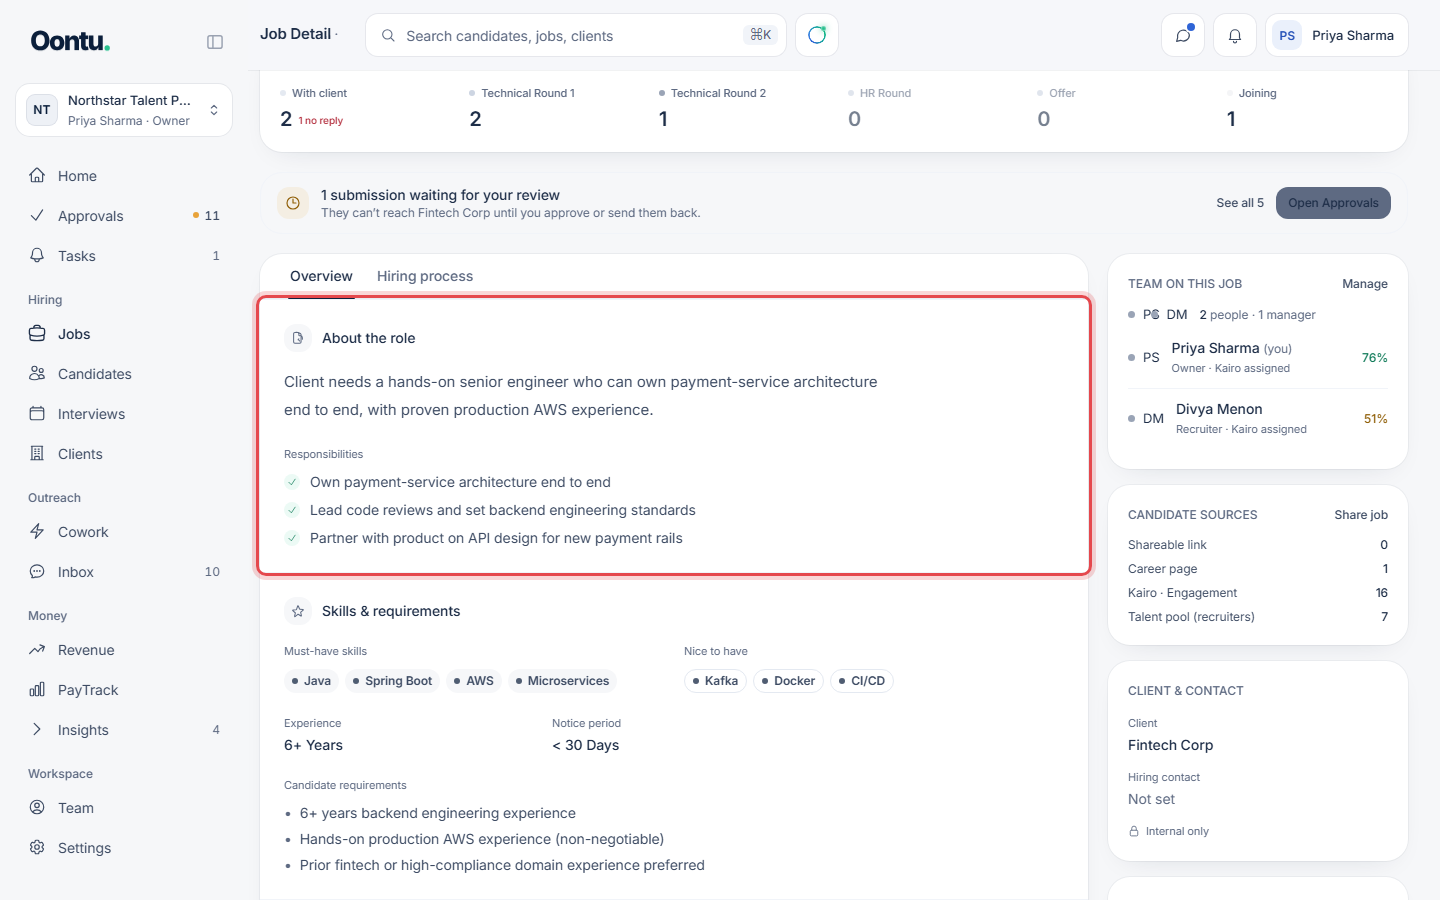 Oontu.
NT
Northstar Talent P...
Priya Sharma · Owner
Home
Approvals
11
Tasks
1
Hiring
Jobs
Candidates
Interviews
Clients
Outreach
Cowork
Inbox
10
Money
Revenue
PayTrack
Insights
4
Workspace
Team
Settings
Job Detail ·
Search candidates, jobs, clients
⌘K
PS
Priya Sharma
With client
2 1 no reply
Technical Round 1
2
Technical Round 2
1
HR Round
0
Offer
0
Joining
1
1 submission waiting for your review
They can't reach Fintech Corp until you approve or send them back.
See all 5
Open Approvals
Overview
Hiring process
About the role
Client needs a hands-on senior engineer who can own payment-service architecture
end to end, with proven production AWS experience.
Responsibilities
Own payment-service architecture end to end
Lead code reviews and set backend engineering standards
Partner with product on API design for new payment rails
Skills & requirements
Must-have skills
Java
Spring Boot
AWS
Microservices
Nice to have
Kafka
Docker
CI/CD
Experience
6+ Years
Notice period
< 30 Days
Candidate requirements
• 6+ years backend engineering experience
• Hands-on production AWS experience (non-negotiable)
• Prior fintech or high-compliance domain experience preferred
TEAM ON THIS JOB
Manage
DM
2 people · 1 manager
PS
Priya Sharma (you)
Owner · Kairo assigned
76%
DM
Divya Menon
Recruiter · Kairo assigned
51%
CANDIDATE SOURCES
Share job
Shareable link
0
Career page
1
Kairo · Engagement
16
Talent pool (recruiters)
7
CLIENT & CONTACT
Client
Fintech Corp
Hiring contact
Not set
Internal only